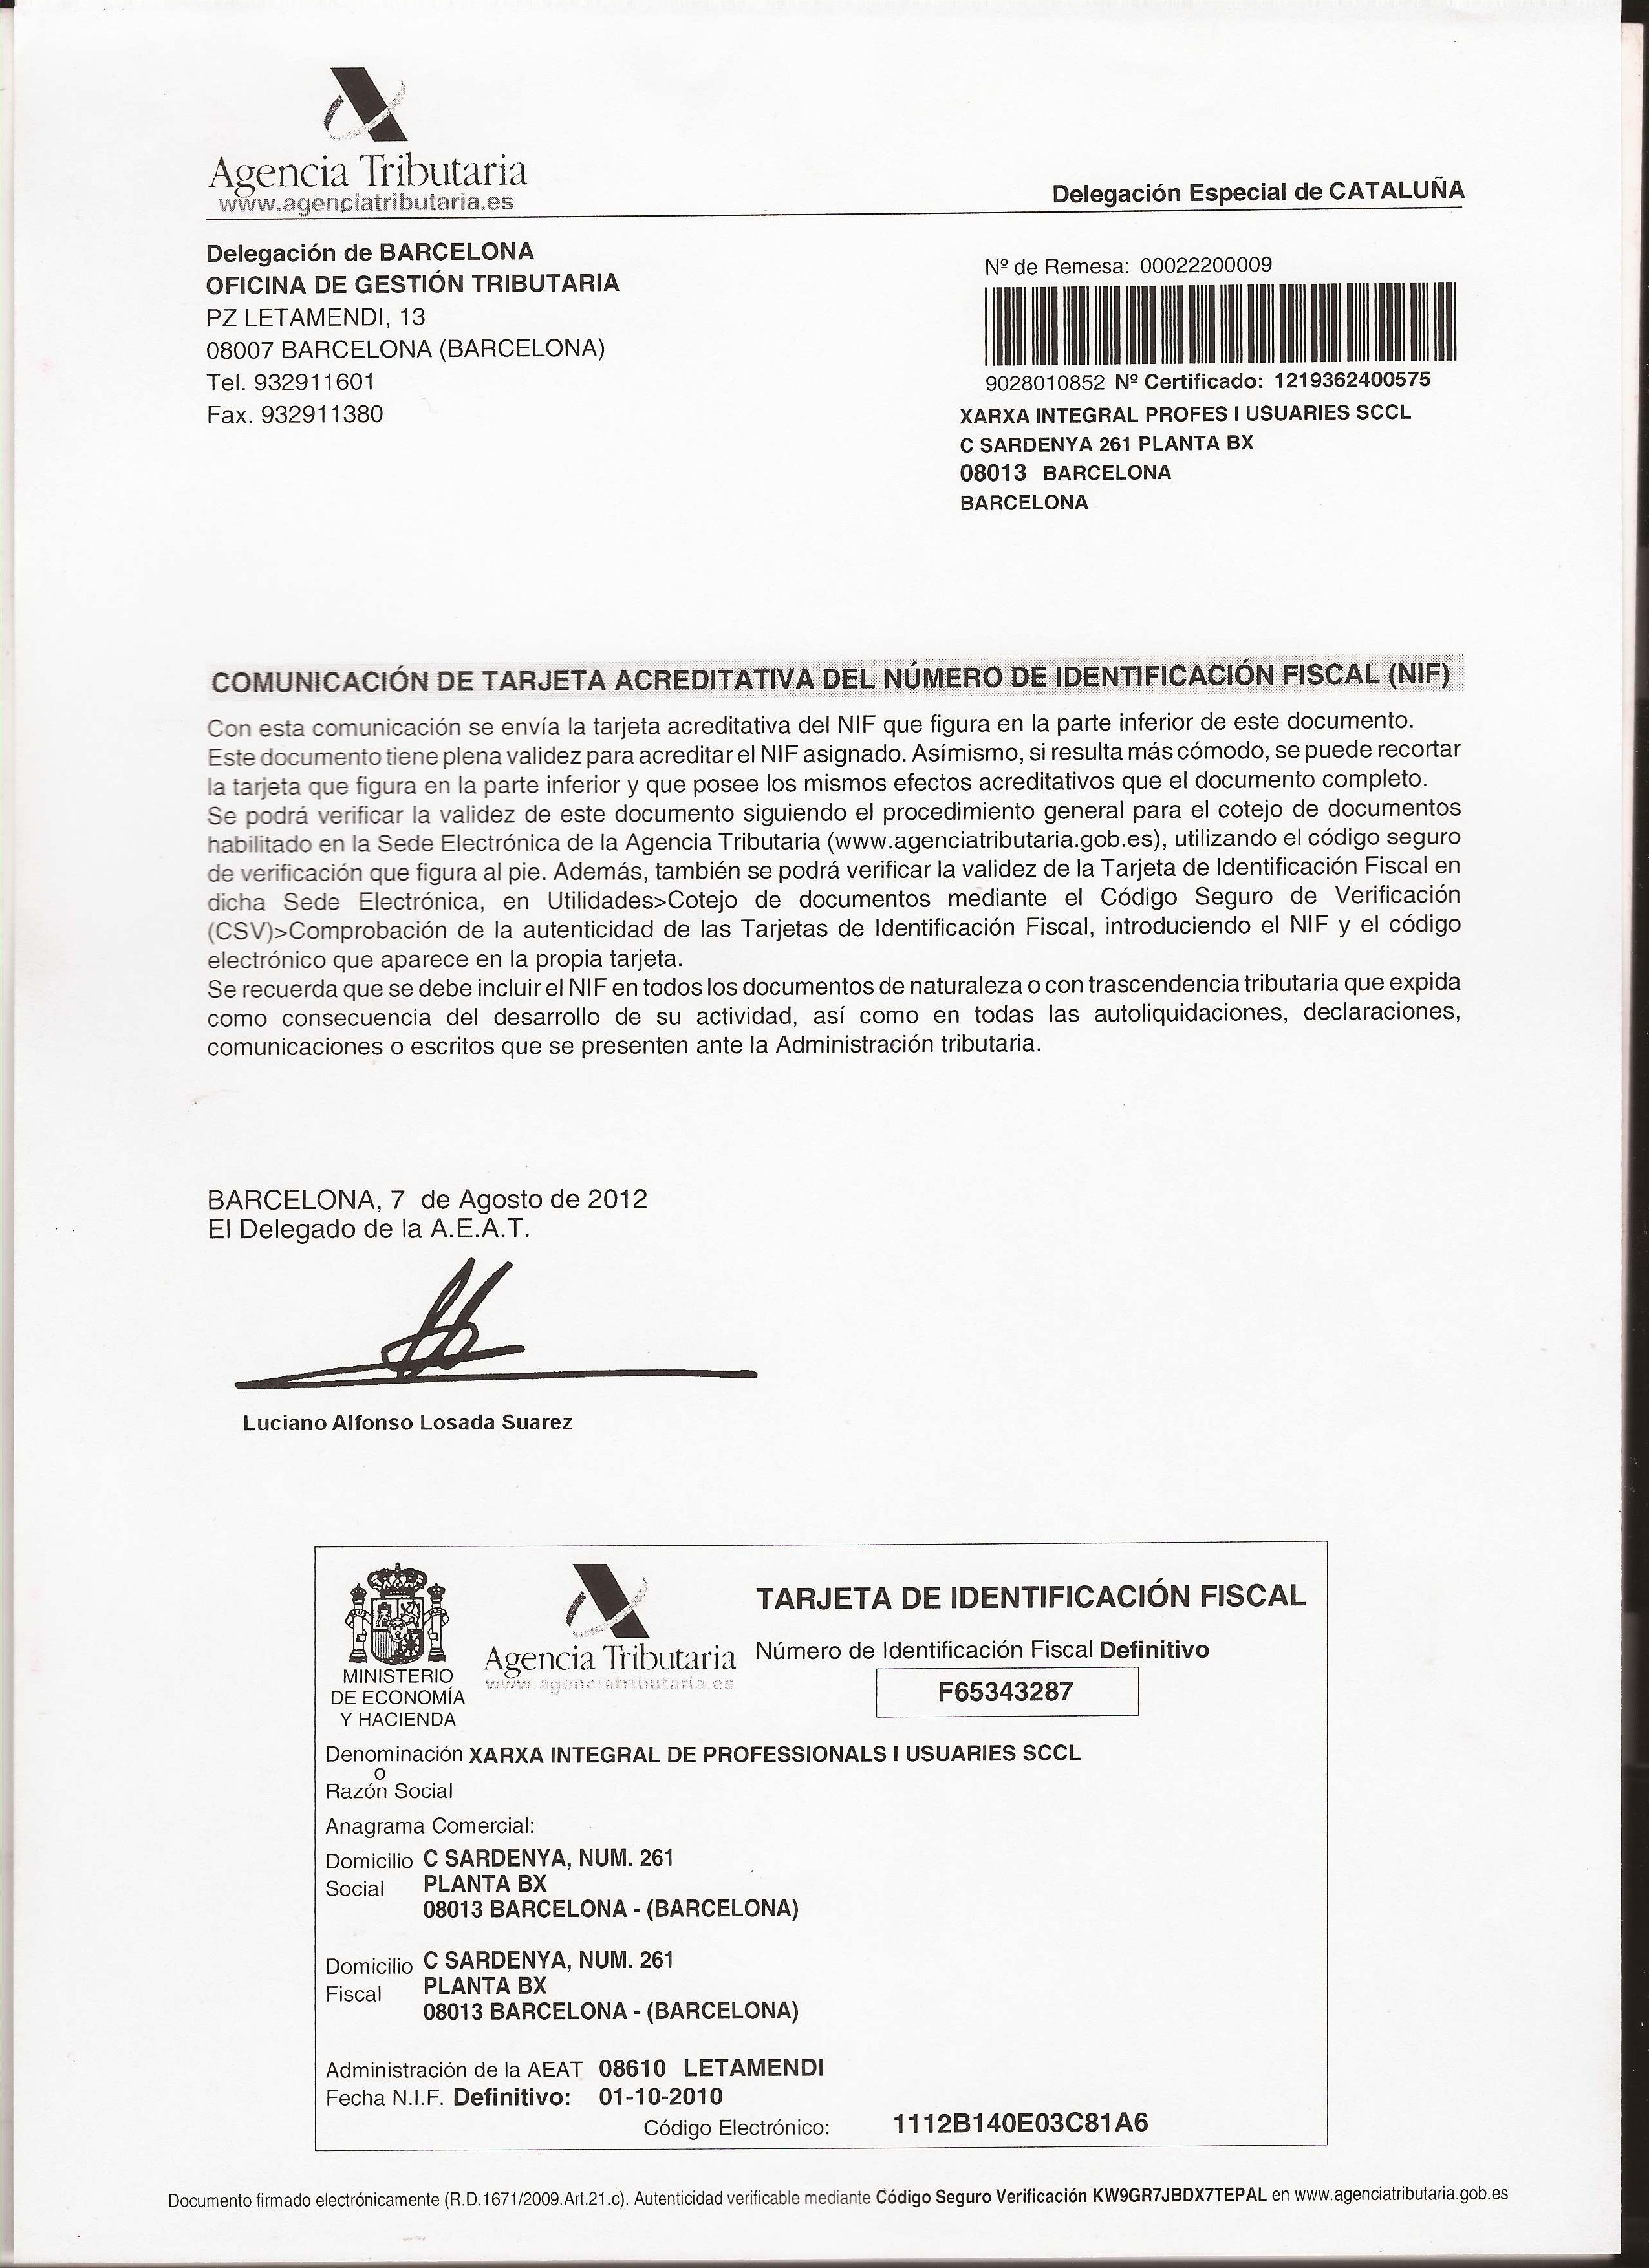 Agencia Tributaria
www.agenciatributaria.es
Delegación Especial de CATALUÑA
Delegación de BARCELONA
OFICINA DE GESTIÓN TRIBUTARIA
PZ LETAMENDI, 13
08007 BARCELONA (BARCELONA)
Tel. 932911601
Fax. 932911380
Nº de Remesa: 00022200009
9028010852 Nº Certificado: 1219362400575
XARXA INTEGRAL PROFES I USUARIES SCCL
C SARDENYA 261 PLANTA BX
08013 BARCELONA
BARCELONA
COMUNICACIÓN DE TARJETA ACREDITATIVA DEL NÚMERO DE IDENTIFICACIÓN FISCAL (NIF)
Con esta comunicación se envía la tarjeta acreditativa del NIF que figura en la parte inferior de este documento.
Este documento tiene plena validez para acreditar el NIF asignado. Asímismo, si resulta más cómodo, se puede recortar
la tarjeta que figura en la parte inferior y que posee los mismos efectos acreditativos que el documento completo.
Se podrá verificar la validez de este documento siguiendo el procedimiento general para el cotejo de documentos
habilitado en la Sede Electrónica de la Agencia Tributaria (www.agenciatributaria.gob.es), utilizando el código seguro
de verificación que figura al pie. Además, también se podrá verificar la validez de la Tarjeta de Identificación Fiscal en
dicha Sede Electrónica, en Utilidades>Cotejo de documentos mediante el Código Seguro de Verificación
(CSV)>Comprobación de la autenticidad de las Tarjetas de Identificación Fiscal, introduciendo el NIF y el código
electrónico que aparece en la propia tarjeta.
Se recuerda que se debe incluir el NIF en todos los documentos de naturaleza o con trascendencia tributaria que expida
como consecuencia del desarrollo de su actividad, así como en todas las autoliquidaciones, declaraciones,
comunicaciones o escritos que se presenten ante la Administración tributaria.
BARCELONA, 7 de Agosto de 2012
El Delegado de la A.E.A.T.
Luciano Alfonso Losada Suarez
MINISTERIO
DE ECONOMÍA
Y HACIENDA
Agencia Tributaria
www.agenciatributaria.es
TARJETA DE IDENTIFICACIÓN FISCAL
Número de Identificación Fiscal Definitivo
F65343287
Denominación XARXA INTEGRAL DE PROFESSIONALS I USUARIES SCCL
o
Razón Social
Anagrama Comercial:
Domicilio C SARDENYA, NUM. 261
Social PLANTA BX
08013 BARCELONA - (BARCELONA)
Domicilio C SARDENYA, NUM. 261
Fiscal PLANTA BX
08013 BARCELONA - (BARCELONA)
Administración de la AEAT 08610 LETAMENDI
Fecha N.I.F. Definitivo: 01-10-2010
Código Electrónico: 1112B140E03C81A6
Documento firmado electrónicamente (R.D.1671/2009.Art.21.c). Autenticidad verificable mediante Código Seguro Verificación KW9GR7JBDX7TEPAL en www.agenciatributaria.gob.es